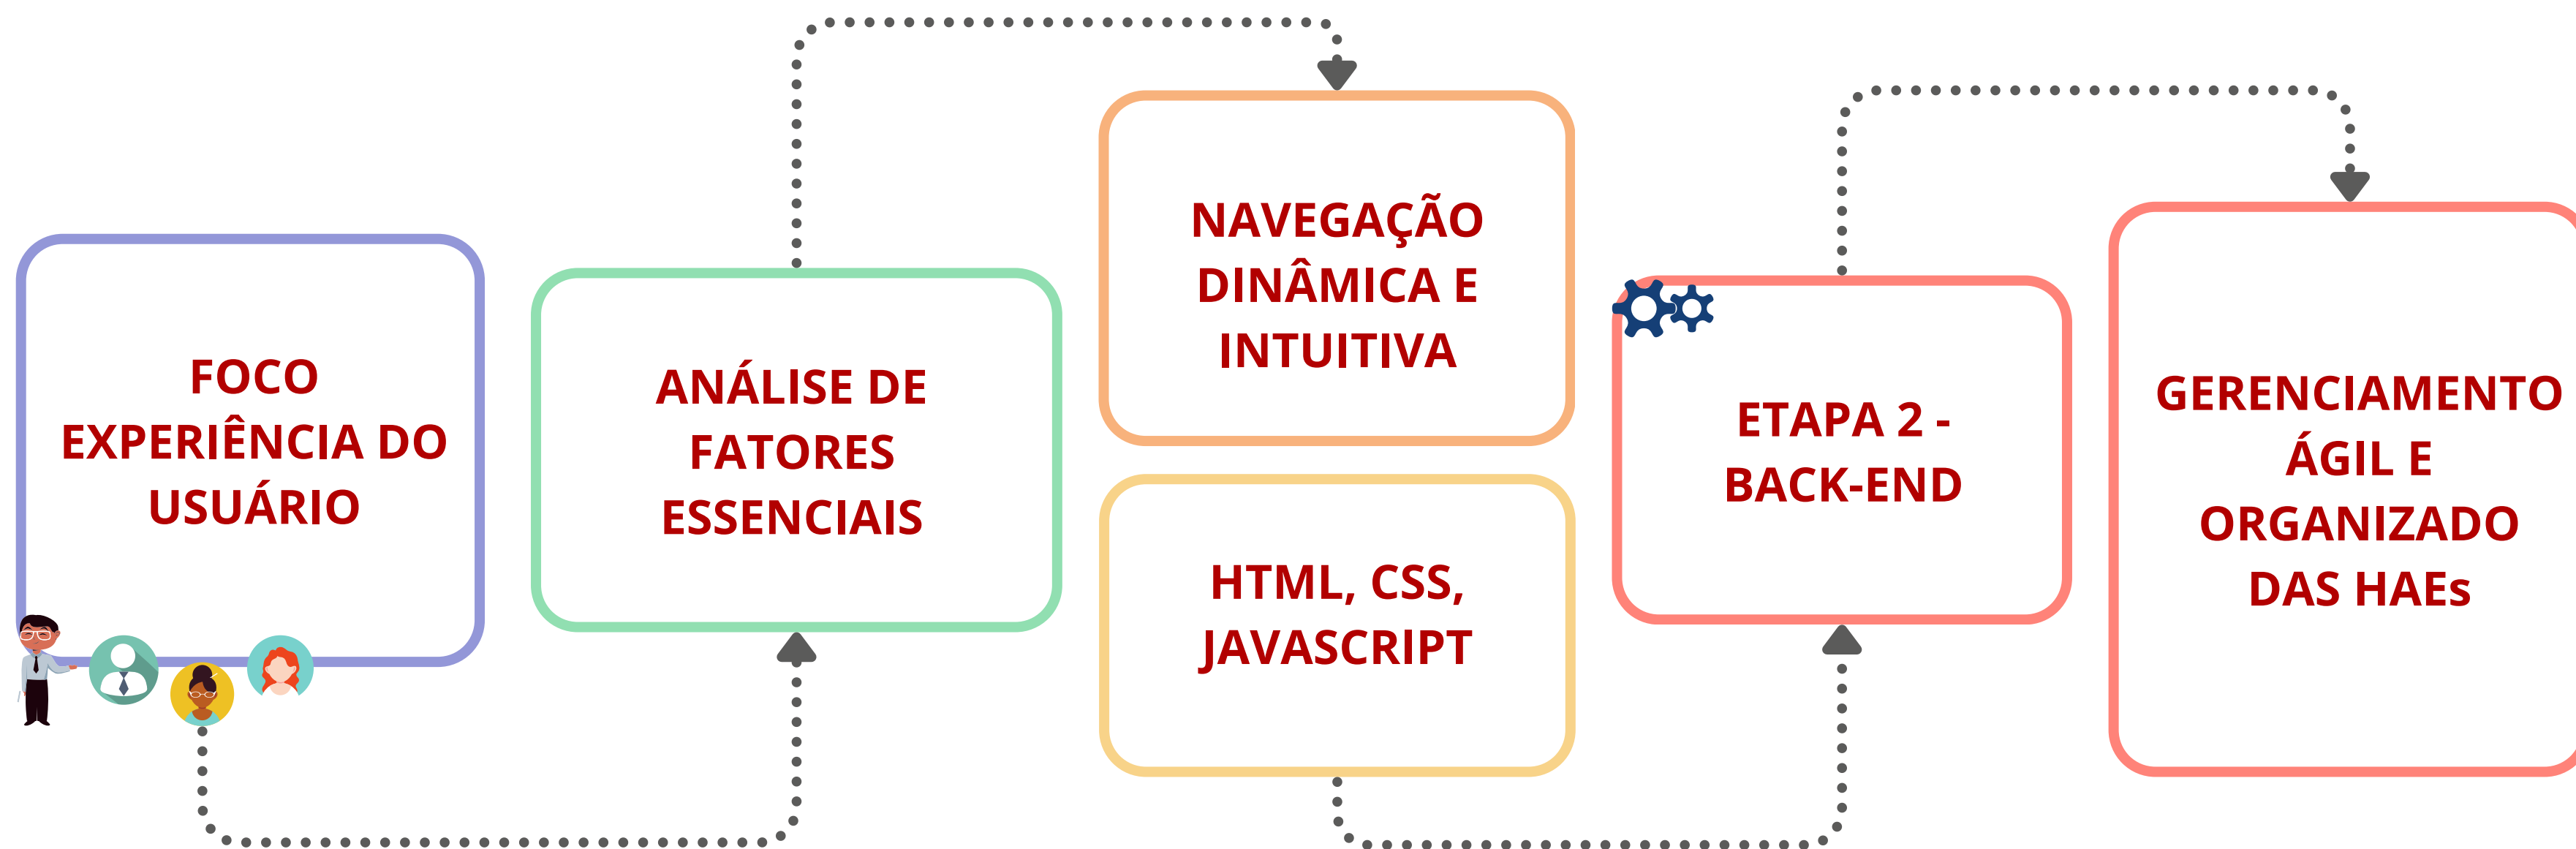 FOCO
EXPERIÊNCIA DO
USUÁRIO
ANÁLISE DE
FATORES
ESSENCIAIS
NAVEGAÇÃO
DINÂMICA E
INTUITIVA
HTML, CSS,
JAVASCRIPT
ETAPA 2 -
BACK-END
GERENCIAMENTO
ÁGIL E
ORGANIZADO
DAS HAEs